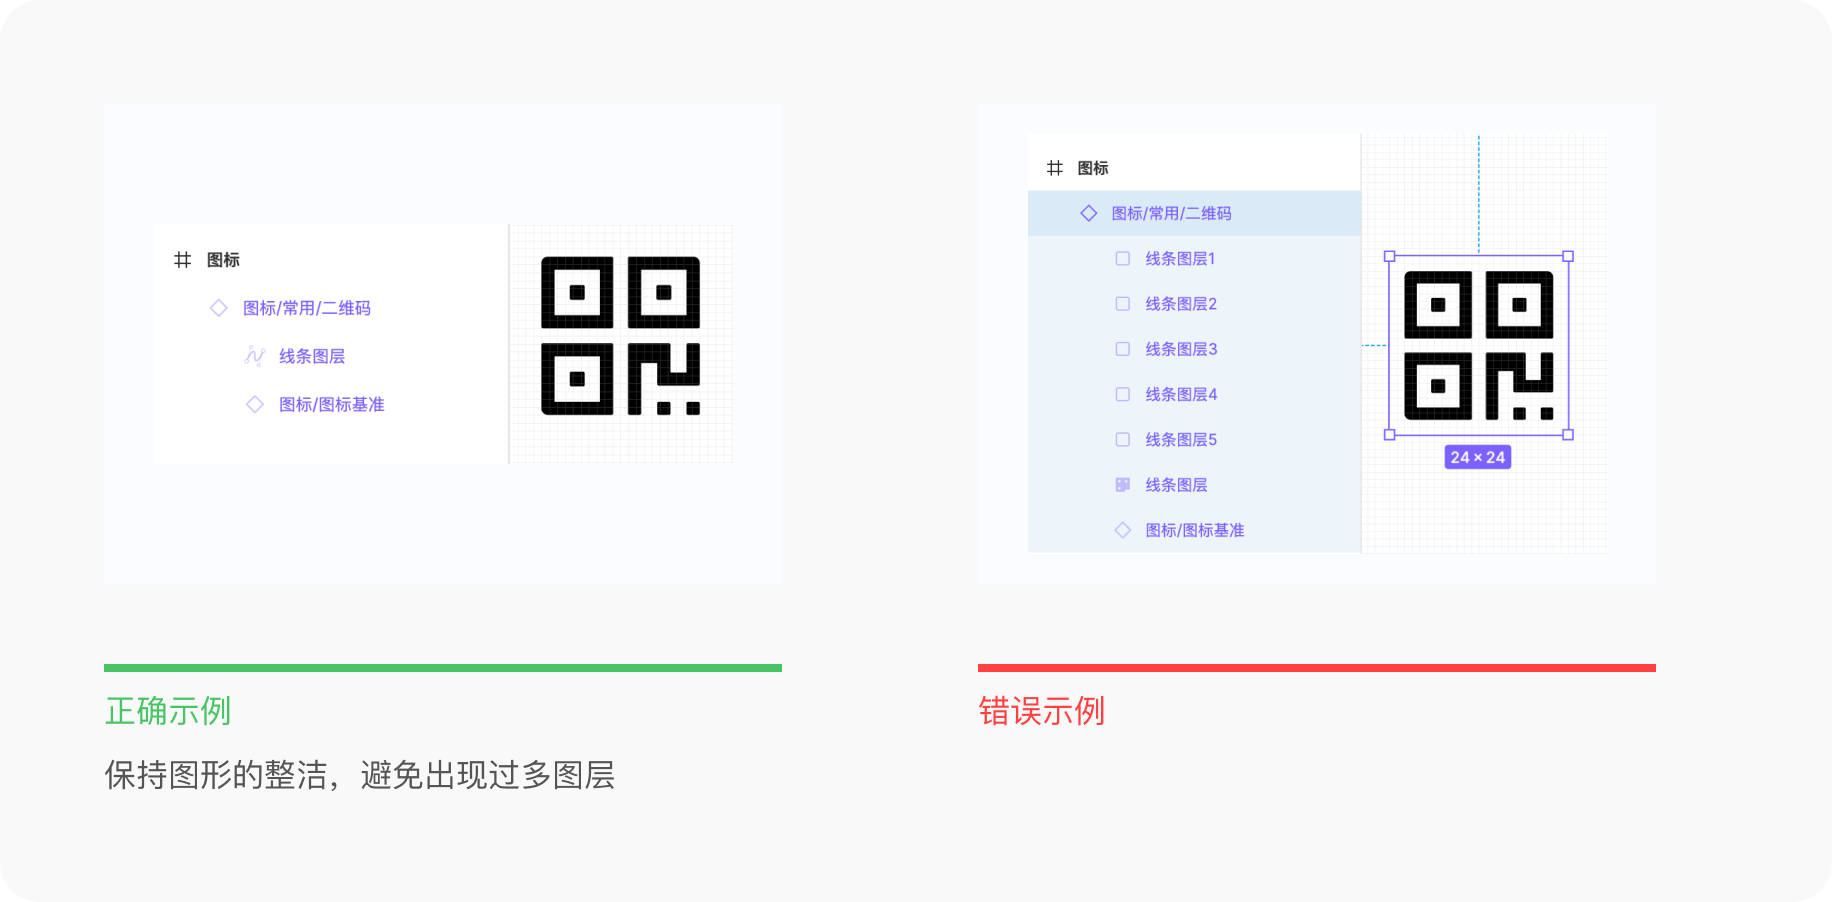 图标
图标/常用/二维码
线条图层
图标/图标基准
正确示例
保持图形的整洁，避免出现过多图层
图标
图标/常用/二维码
线条图层1
线条图层2
线条图层3
线条图层4
线条图层5
线条图层
图标/图标基准
24 × 24
错误示例